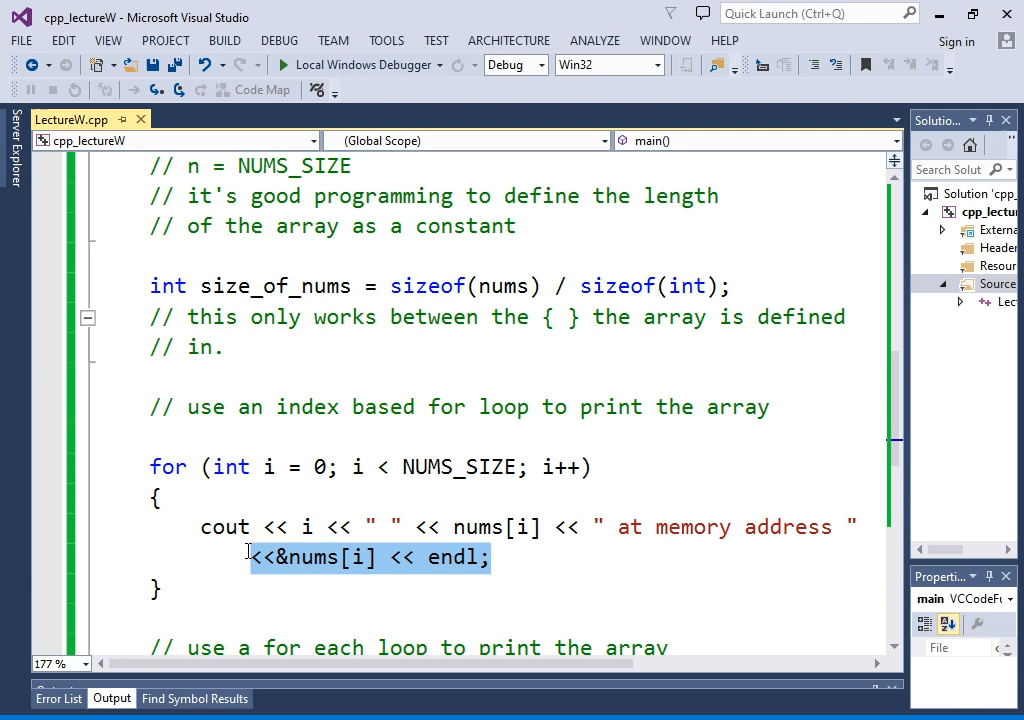 cpp_lectureW - Microsoft Visual Studio
Quick Launch (Ctrl+Q)
FILE EDIT VIEW PROJECT BUILD DEBUG TEAM TOOLS TEST ARCHITECTURE ANALYZE WINDOW HELP Sign in
Local Windows Debugger Debug Win32
Code Map
Server Explorer
LectureW.cpp
cpp_lectureW (Global Scope) main()
// n = NUMS_SIZE
// it's good programming to define the length
// of the array as a constant
int size_of_nums = sizeof(nums) / sizeof(int);
// this only works between the { } the array is defined
// in.
// use an index based for loop to print the array
for (int i = 0; i < NUMS_SIZE; i++)
{
cout << i << " " << nums[i] << " at memory address "
<<&nums[i] << endl;
}
// use a for each loop to print the array
177 %
Solutio...
Search Solut
Solution 'cpp_
cpp_lectu
Externa
Header
Resour
Source
Lec
Properti...
main VCCodeFu
File
Error List Output Find Symbol Results